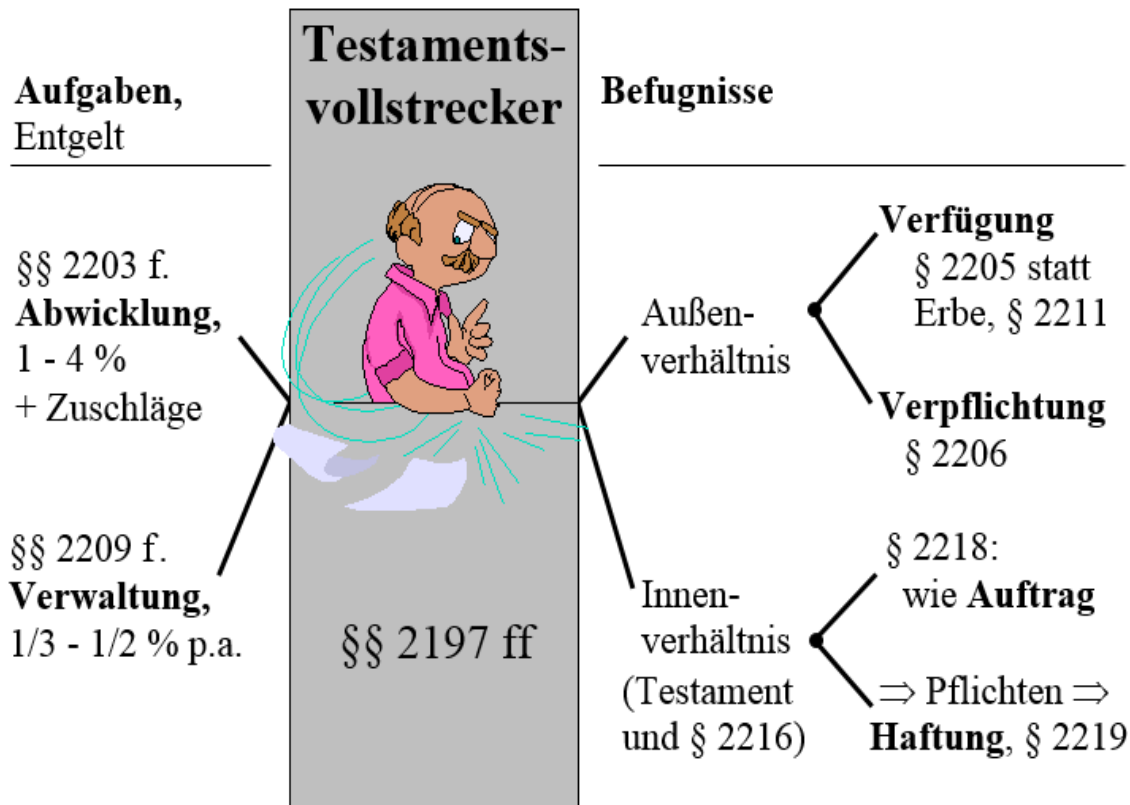 Testaments-
vollstrecker
§§ 2197 ff
Aufgaben,
Entgelt
§§ 2203 f.
Abwicklung,
1 - 4 %
+ Zuschläge
§§ 2209 f.
Verwaltung,
1/3 - 1/2 % p.a.
Befugnisse
Außen-
verhältnis
Verfügung
§ 2205 statt
Erbe, § 2211
Verpflichtung
§ 2206
Innen-
verhältnis
(Testament
und § 2216)
§ 2218:
wie Auftrag
⇒ Pflichten ⇒
Haftung, § 2219